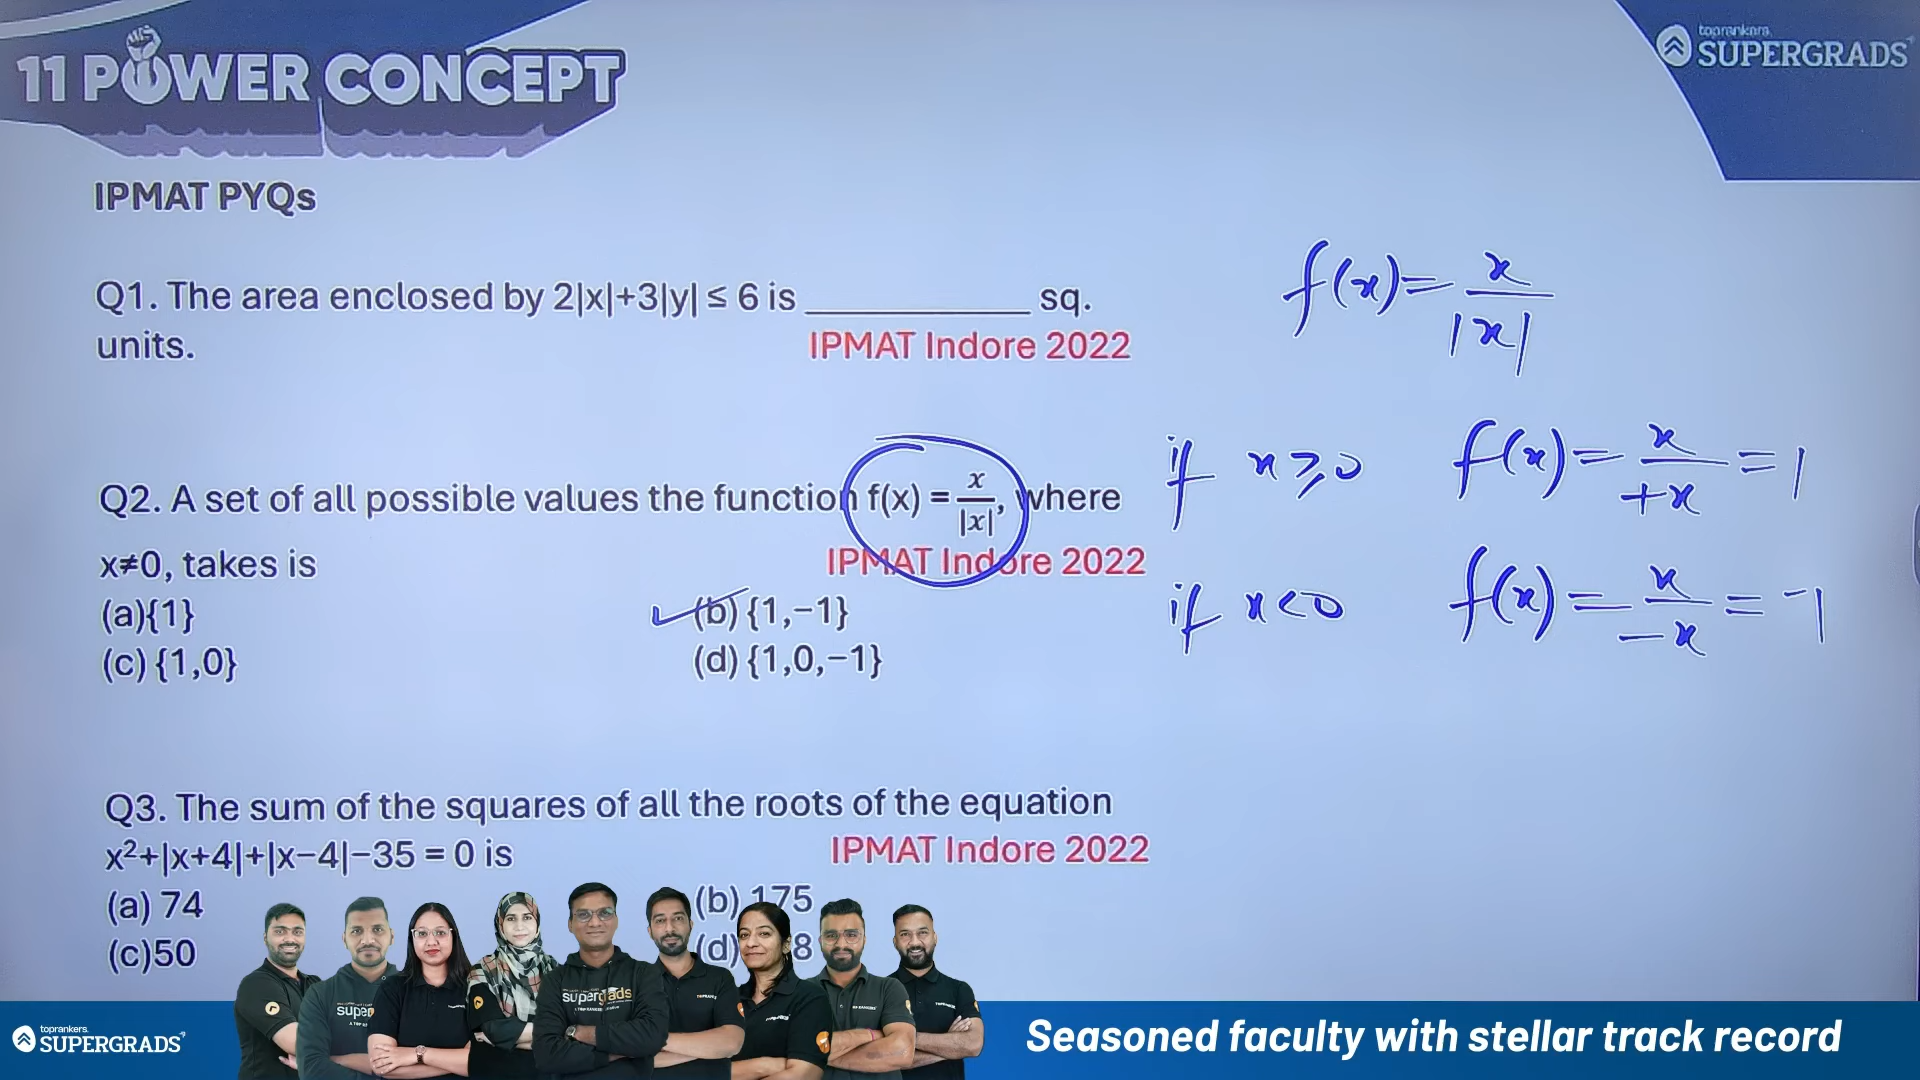 11 POWER CONCEPT
toprankers
SUPERGRADS
IPMAT PYQs
Q1. The area enclosed by 2|x|+3|y| ≤ 6 is ____________ sq.
units.
IPMAT Indore 2022
f(x)= x/|x|
Q2. A set of all possible values the function f(x) = x/|x|, where
x≠0, takes is
IPMAT Indore 2022
(a){1}
(b) {1,−1}
(c) {1,0}
(d) {1,0,−1}
if x≥0 f(x)= x/+x =1
if x<0 f(x)= x/−x = −1
Q3. The sum of the squares of all the roots of the equation
x²+|x+4|+|x−4|−35 = 0 is
IPMAT Indore 2022
(a) 74
(b) 175
(c)50
(d)
super
supergrads
toprankers
SUPERGRADS
Seasoned faculty with stellar track record